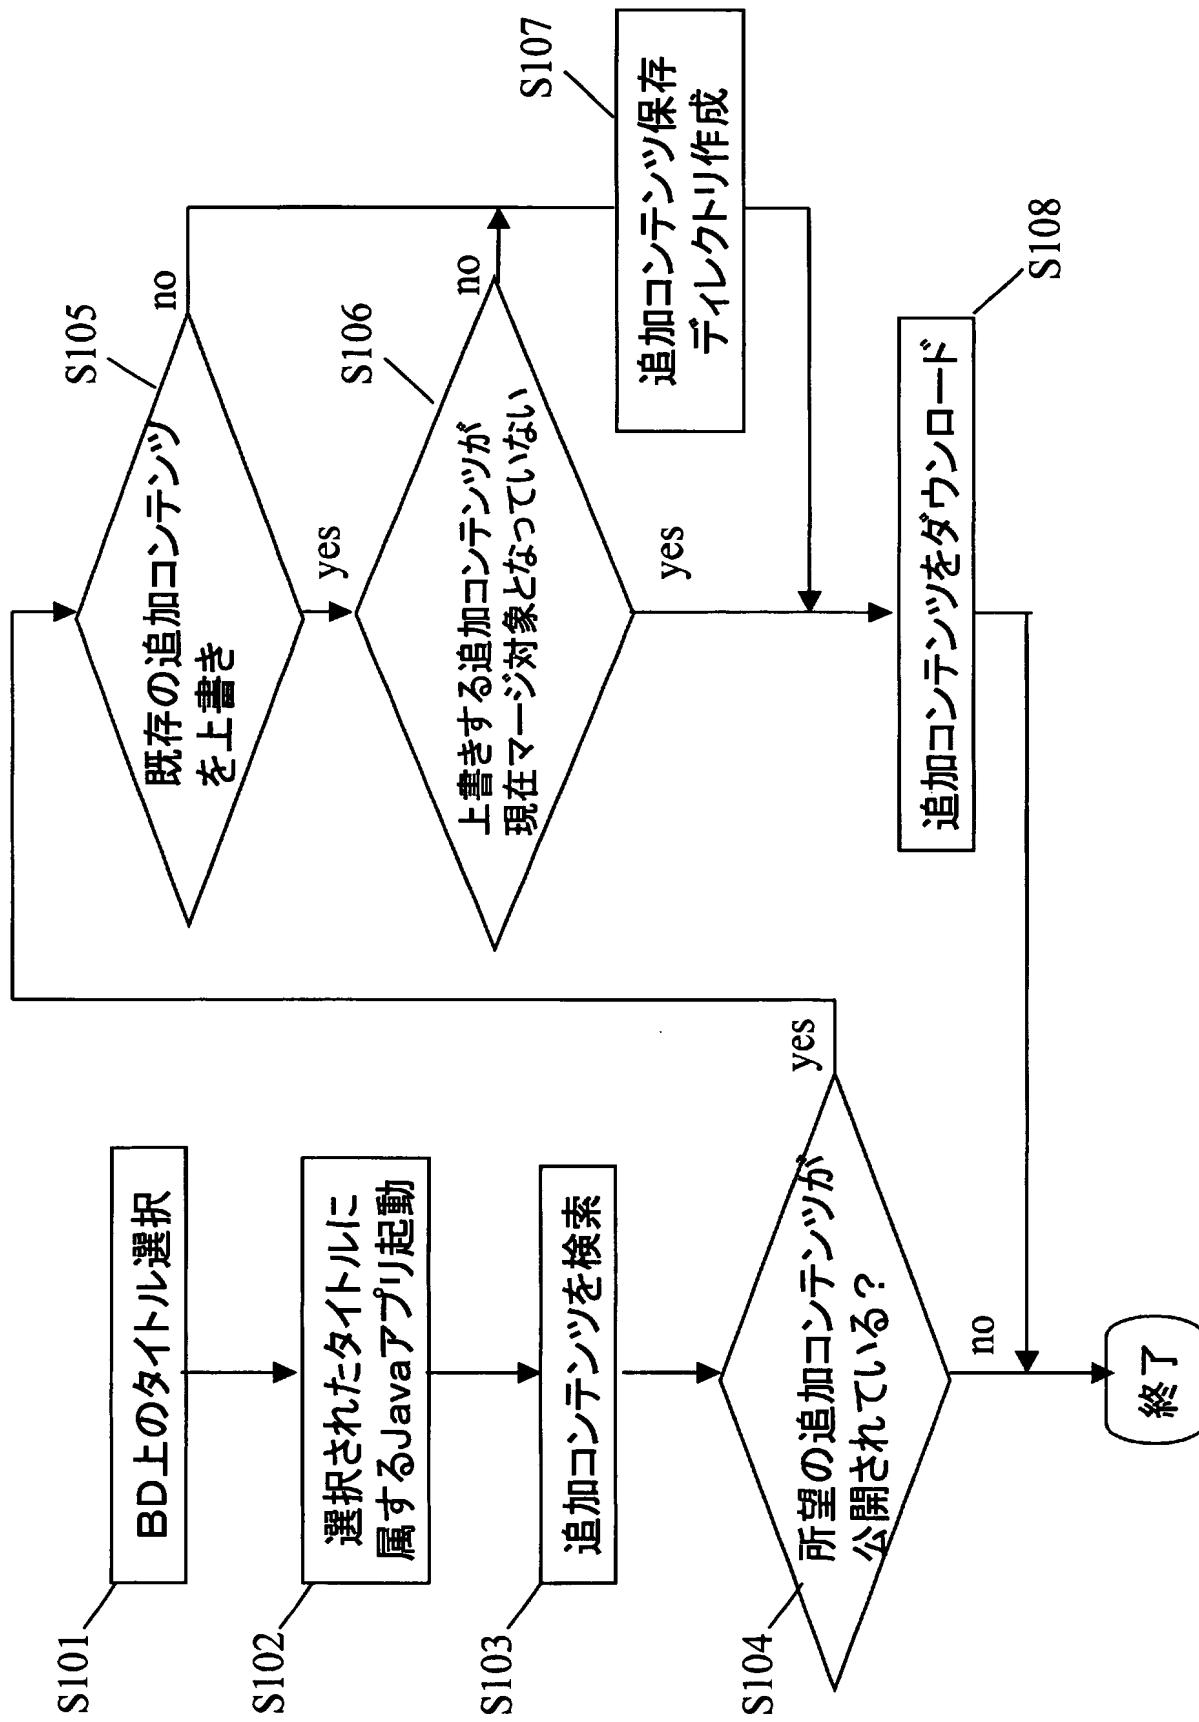 S101
BD上のタイトル選択
S102
選択されたタイトルに
属するJavaアプリ起動
S103
追加コンテンツを検索
S104
所望の追加コンテンツが
公開されている？
yes
no
終了
S105
既存の追加コンテンツ
を上書き
no
yes
S106
上書きする追加コンテンツが
現在マージ対象となっていない
no
yes
S107
追加コンテンツ保存
ディレクトリ作成
S108
追加コンテンツをダウンロード